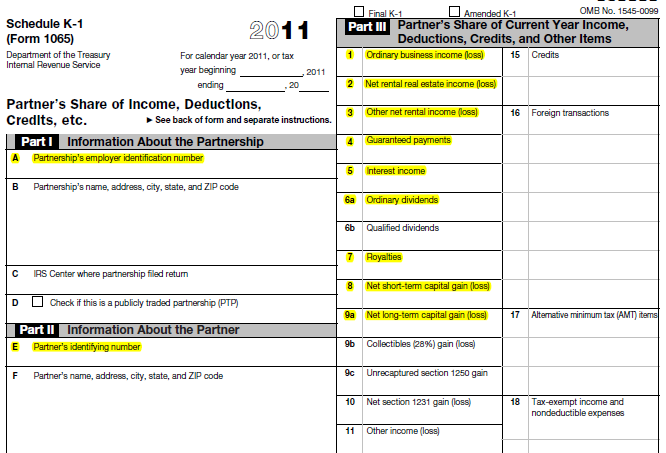 Schedule K-1
(Form 1065)
2011
Department of the Treasury
Internal Revenue Service
For calendar year 2011, or tax
year beginning , 2011
ending , 20
Partner's Share of Income, Deductions,
Credits, etc. ► See back of form and separate instructions.
Part I Information About the Partnership
A Partnership's employer identification number
B Partnership's name, address, city, state, and ZIP code
C IRS Center where partnership filed return
D Check if this is a publicly traded partnership (PTP)
Part II Information About the Partner
E Partner's identifying number
F Partner's name, address, city, state, and ZIP code
Final K-1 Amended K-1 OMB No. 1545-0099
Part III Partner's Share of Current Year Income,
Deductions, Credits, and Other Items
1 Ordinary business income (loss)
2 Net rental real estate income (loss)
3 Other net rental income (loss)
4 Guaranteed payments
5 Interest income
6a Ordinary dividends
6b Qualified dividends
7 Royalties
8 Net short-term capital gain (loss)
9a Net long-term capital gain (loss)
9b Collectibles (28%) gain (loss)
9c Unrecaptured section 1250 gain
10 Net section 1231 gain (loss)
11 Other income (loss)
15 Credits
16 Foreign transactions
17 Alternative minimum tax (AMT) items
18 Tax-exempt income and
nondeductible expenses